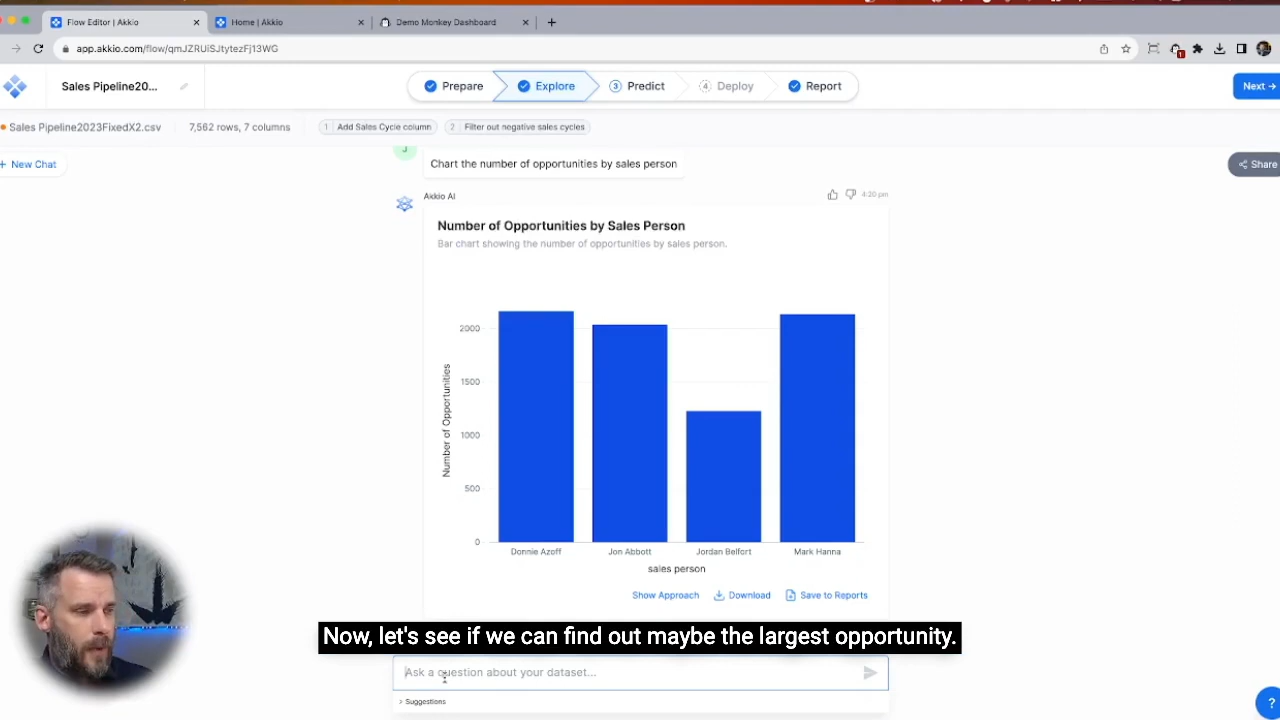 Flow Editor | Akkio
Home | Akkio
Demo Monkey Dashboard
app.akkio.com/flow/qmJZRUiSJtytezFj13WG
Sales Pipeline20...
Prepare
Explore
3 Predict
4 Deploy
Report
Next →
Sales Pipeline2023FixedX2.csv
7,562 rows, 7 columns
1 Add Sales Cycle column
2 Filter out negative sales cycles
+ New Chat
Share
J
Chart the number of opportunities by sales person
Akkio AI
4:20 pm
Number of Opportunities by Sales Person
Bar chart showing the number of opportunities by sales person.
2000
1500
1000
500
0
Number of Opportunities
Donnie Azoff
Jon Abbott
Jordan Belfort
Mark Hanna
sales person
Show Approach
Download
Save to Reports
Now, let's see if we can find out maybe the largest opportunity.
Ask a question about your dataset...
> Suggestions
?